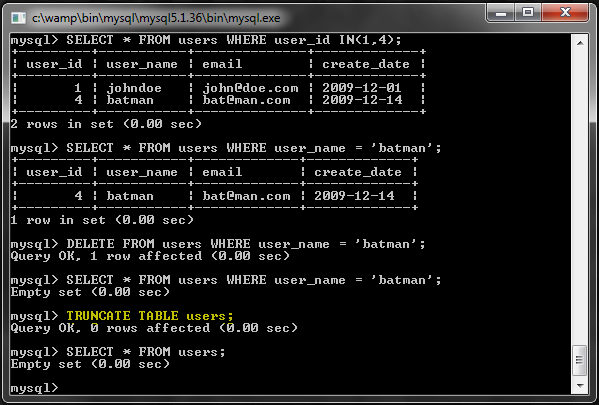 c:\wamp\bin\mysql\mysql5.1.36\bin\mysql.exe
mysql> SELECT * FROM users WHERE user_id IN(1,4);
+---------+-----------+--------------+-------------+
| user_id | user_name | email        | create_date |
+---------+-----------+--------------+-------------+
|       1 | johndoe   | john@doe.com | 2009-12-01  |
|       4 | batman    | bat@man.com  | 2009-12-14  |
+---------+-----------+--------------+-------------+
2 rows in set (0.00 sec)
mysql> SELECT * FROM users WHERE user_name = 'batman';
+---------+-----------+-------------+-------------+
| user_id | user_name | email       | create_date |
+---------+-----------+-------------+-------------+
|       4 | batman    | bat@man.com | 2009-12-14  |
+---------+-----------+-------------+-------------+
1 row in set (0.00 sec)
mysql> DELETE FROM users WHERE user_name = 'batman';
Query OK, 1 row affected (0.00 sec)
mysql> SELECT * FROM users WHERE user_name = 'batman';
Empty set (0.00 sec)
mysql> TRUNCATE TABLE users;
Query OK, 0 rows affected (0.00 sec)
mysql> SELECT * FROM users;
Empty set (0.00 sec)
mysql>